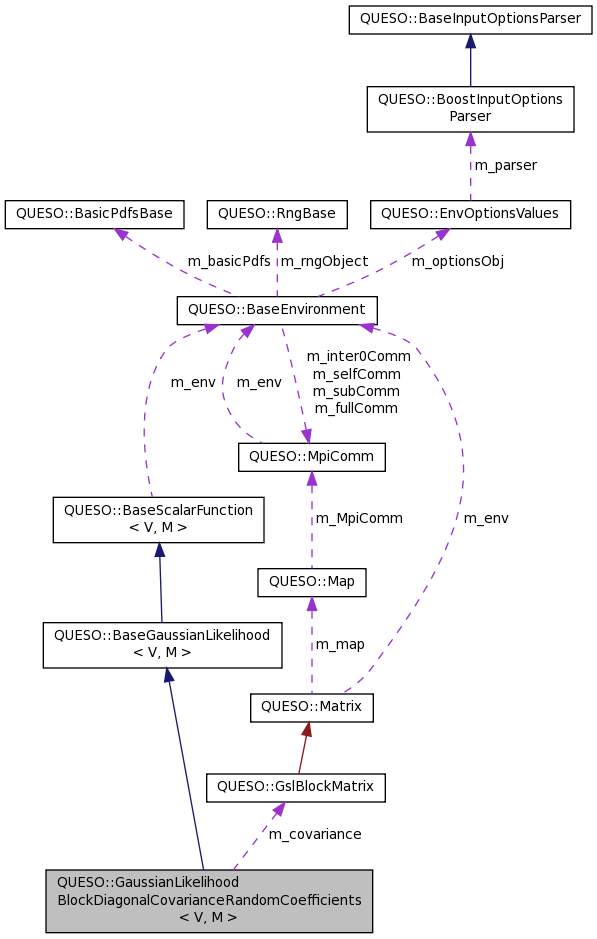 QUESO::BaseInputOptionsParser
QUESO::BoostInputOptions
Parser
m_parser
QUESO::BasicPdfsBase
QUESO::RngBase
QUESO::EnvOptionsValues
m_basicPdfs
m_rngObject
m_optionsObj
QUESO::BaseEnvironment
m_env
m_env
m_inter0Comm
m_selfComm
m_subComm
m_fullComm
QUESO::MpiComm
QUESO::BaseScalarFunction
< V, M >
m_MpiComm
m_env
QUESO::Map
QUESO::BaseGaussianLikelihood
< V, M >
m_map
QUESO::Matrix
QUESO::GslBlockMatrix
m_covariance
QUESO::GaussianLikelihood
BlockDiagonalCovarianceRandomCoefficients
< V, M >